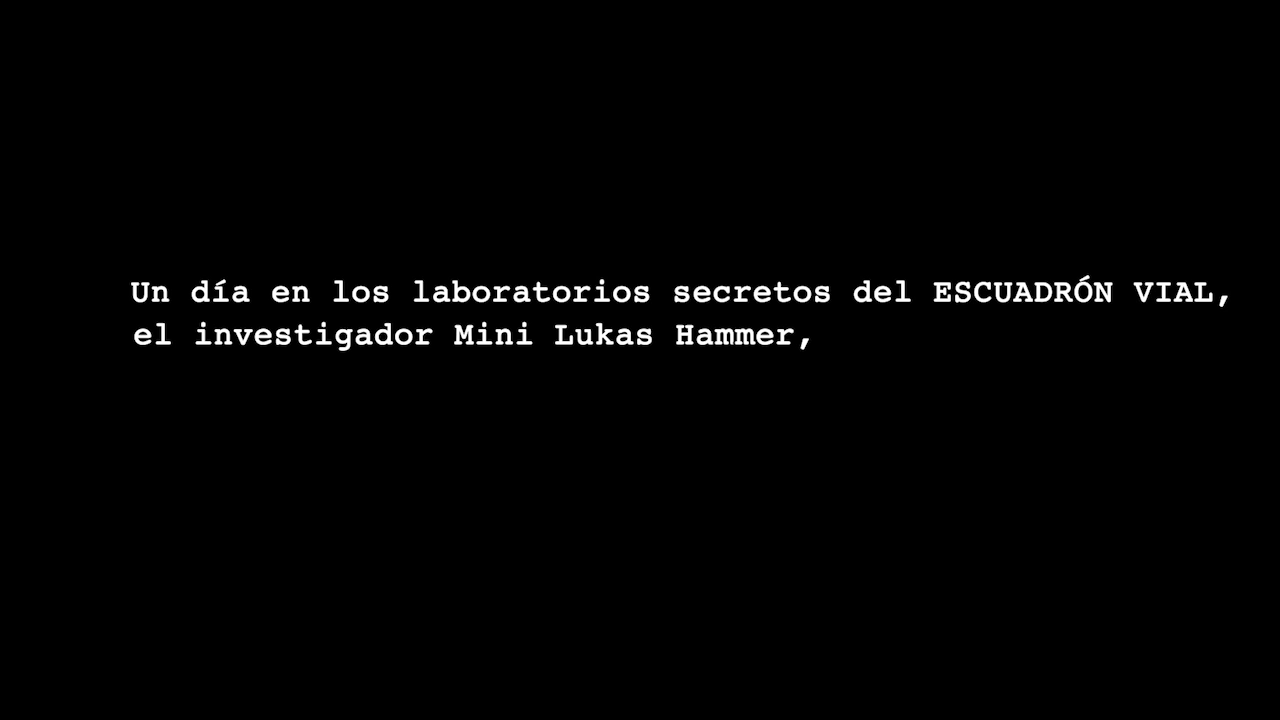 Un día en los laboratorios secretos del ESCUADRÓN VIAL,
el investigador Mini Lukas Hammer,